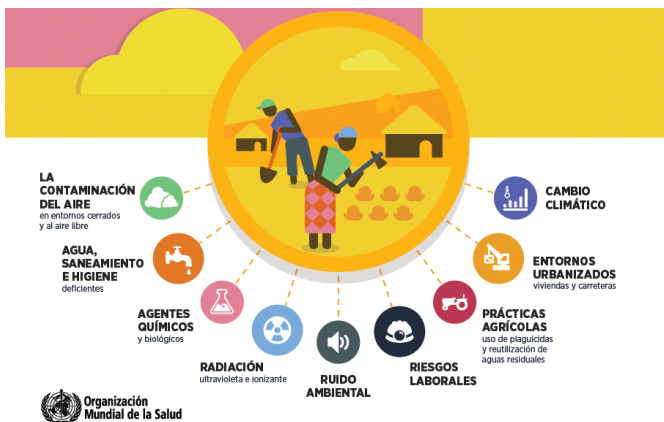 LA
CONTAMINACIÓN
DEL AIRE
en entornos cerrados
y al aire libre
AGUA,
SANEAMIENTO
E HIGIENE
deficientes
AGENTES
QUÍMICOS
y biológicos
RADIACIÓN
ultravioleta e ionizante
RUIDO
AMBIENTAL
RIESGOS
LABORALES
PRÁCTICAS
AGRÍCOLAS
uso de plaguicidas
y reutilización de
aguas residuales
ENTORNOS
URBANIZADOS
viviendas y carreteras
CAMBIO
CLIMÁTICO
Organización
Mundial de la Salud